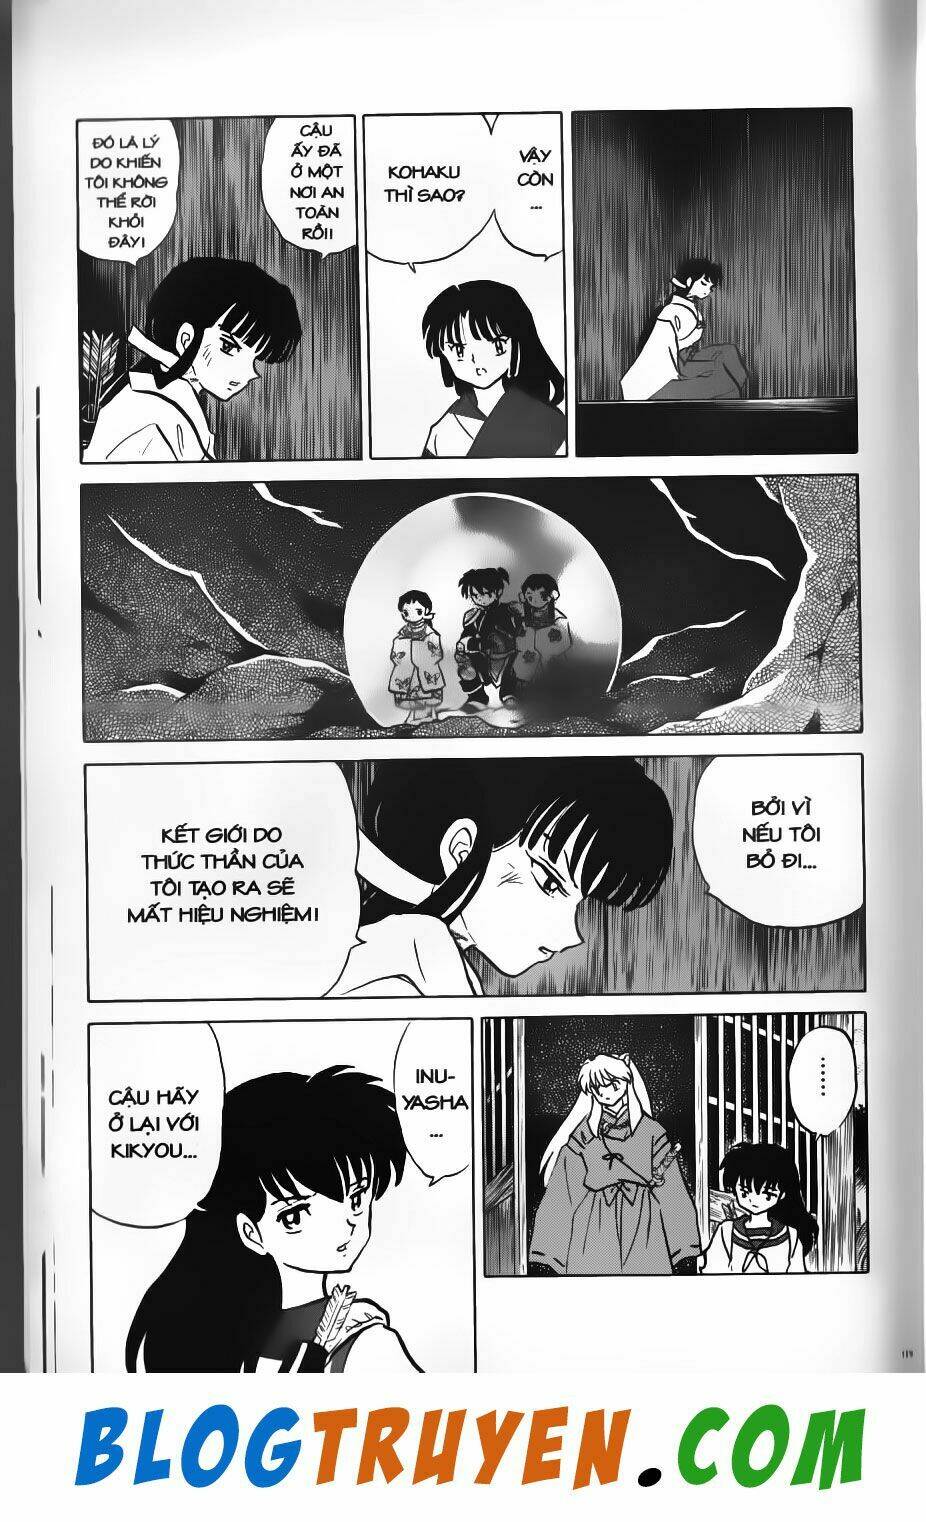 VẬY
CÒN
...
KOHAKU
THÌ SAO?
CẬU
ẤY ĐÃ
Ở MỘT
NƠI AN
TOÀN
RỒI!
ĐÓ LÀ LÝ
DO KHIẾN
TÔI KHÔNG
THỂ RỜI
KHỎI
ĐÂY!
BỞI VÌ
NẾU TÔI
BỎ ĐI...
KẾT GIỚI DO
THỨC THẦN CỦA
TÔI TẠO RA SẼ
MẤT HIỆU NGHIỆM!
......
INU-
YASHA
...
CẬU HÃY
Ở LẠI VỚI
KIKYOU...
119
BLOGTRUYEN.COM